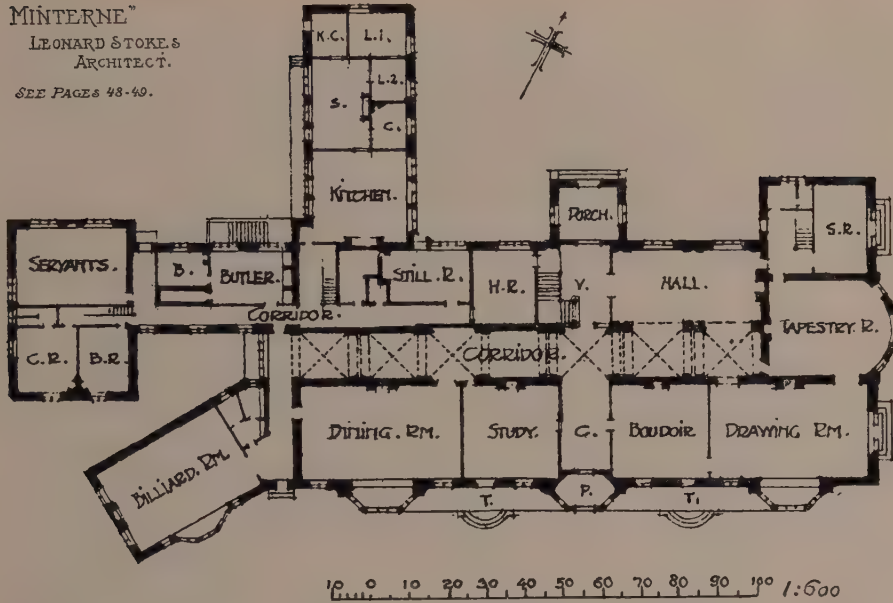 MINTERNE"
LEONARD STOKES
ARCHITECT.
SEE PAGES 48-49.
K.C. L.1.
L.2.
S.
C.
KITCHEN.
PORCH.
S.R.
SERVANTS.
B.
BUTLER.
STILL. R.
H.R.
V.
HALL.
CORRIDOR.
TAPESTRY. R.
CORRIDOR.
C.R. B.R.
DINING. RM.
STUDY.
C.
BOUDOIR
DRAWING RM.
BILLIARD. RM.
T.
P.
T.
10 0 10 20 30 40 50 60 70 80 90 100 1:600